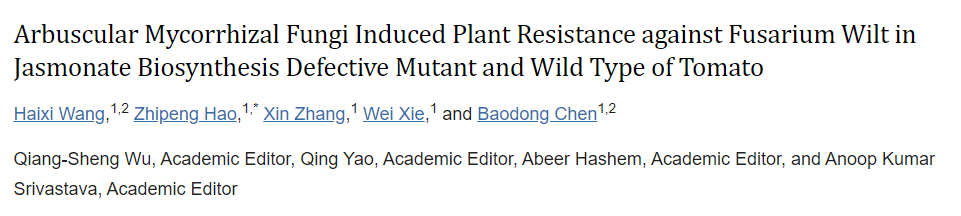 Arbuscular Mycorrhizal Fungi Induced Plant Resistance against Fusarium Wilt in
Jasmonate Biosynthesis Defective Mutant and Wild Type of Tomato
Haixi Wang,1,2 Zhipeng Hao,1,* Xin Zhang,1 Wei Xie,1 and Baodong Chen1,2
Qiang-Sheng Wu, Academic Editor, Qing Yao, Academic Editor, Abeer Hashem, Academic Editor, and Anoop Kumar
Srivastava, Academic Editor